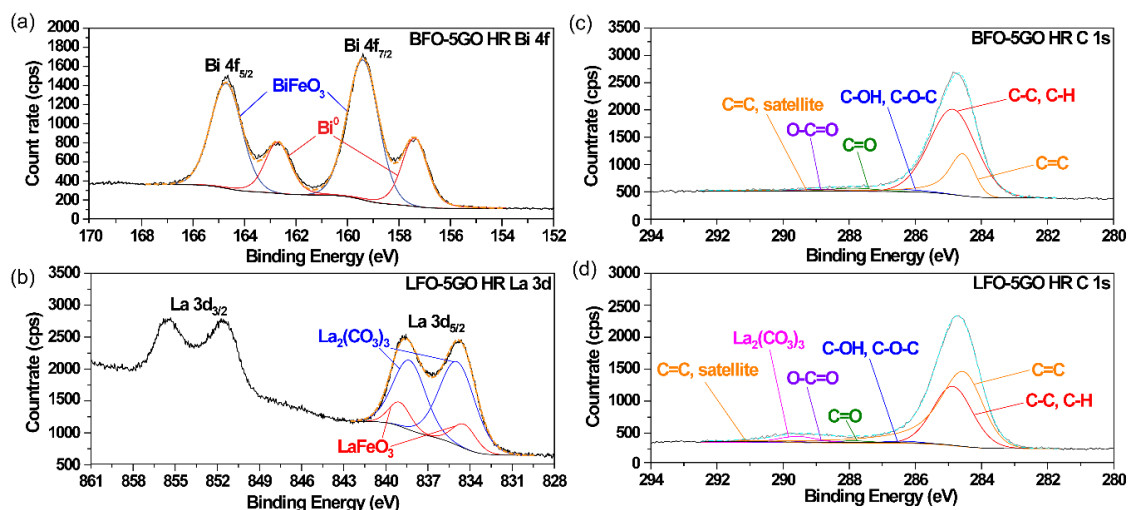 (a)
BFO-5GO HR Bi 4f
Bi 4f5/2
Bi 4f7/2
BiFeO3
Bi0
Count rate (cps)
2000
1800
1600
1400
1200
1000
800
600
400
200
0
170 168 166 164 162 160 158 156 154 152
Binding Energy (eV)
(b)
LFO-5GO HR La 3d
La 3d3/2
La 3d5/2
La2(CO3)3
LaFeO3
Countrate (cps)
3500
3000
2500
2000
1500
1000
500
861 855 852 849 846 843 840 837 834 831 828
Binding Energy (eV)
(c)
BFO-5GO HR C 1s
C=C, satellite
O-C=O
C=O
C-OH, C-O-C
C-C, C-H
C=C
Countrate (cps)
3500
3000
2500
2000
1500
1000
500
0
294 292 290 288 286 284 282 280
Binding Energy (eV)
(d)
LFO-5GO HR C 1s
La2(CO3)3
C=C, satellite
O-C=O
C=O
C-OH, C-O-C
C=C
C-C, C-H
Countrate (cps)
3000
2500
2000
1500
1000
500
0
294 292 290 288 286 284 282 280
Binding Energy (eV)